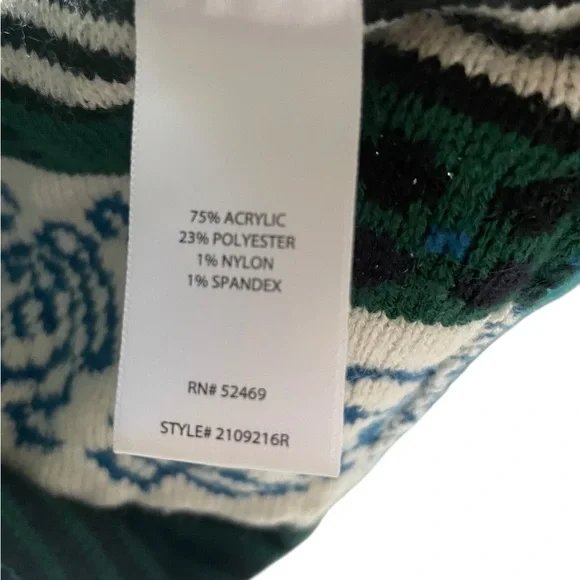 75% ACRYLIC
23% POLYESTER
1% NYLON
1% SPANDEX
RN# 52469
STYLE# 2109216R